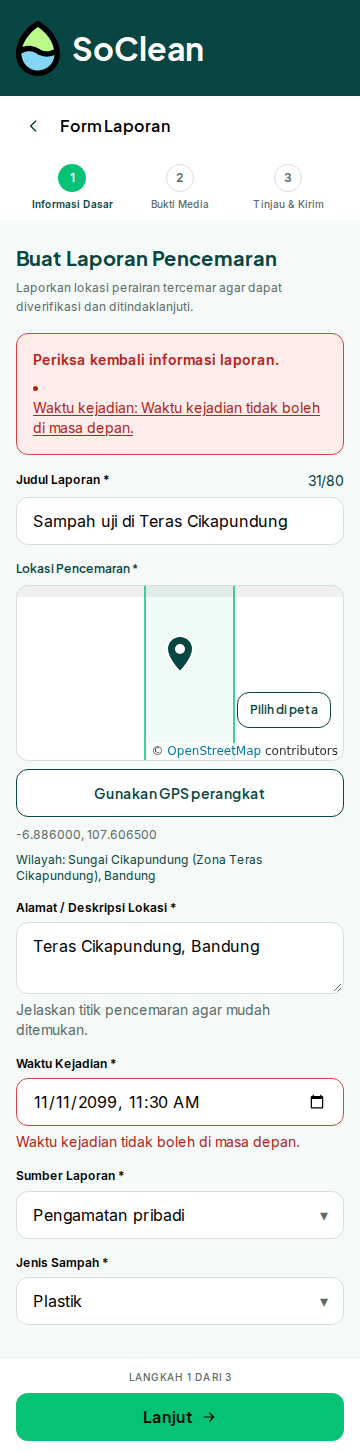 SoClean
Form Laporan
1
2
3
Informasi Dasar
Bukti Media
Tinjau & Kirim
Buat Laporan Pencemaran
Laporkan lokasi perairan tercemar agar dapat
diverifikasi dan ditindaklanjuti.
Periksa kembali informasi laporan.
Waktu kejadian: Waktu kejadian tidak boleh
di masa depan.
Judul Laporan *
31/80
Sampah uji di Teras Cikapundung
Lokasi Pencemaran *
Pilih di peta
© OpenStreetMap contributors
Gunakan GPS perangkat
-6.886000, 107.606500
Wilayah: Sungai Cikapundung (Zona Teras
Cikapundung), Bandung
Alamat / Deskripsi Lokasi *
Teras Cikapundung, Bandung
Jelaskan titik pencemaran agar mudah
ditemukan.
Waktu Kejadian *
11/11/2099, 11:30 AM
Waktu kejadian tidak boleh di masa depan.
Sumber Laporan *
Pengamatan pribadi
Jenis Sampah *
Plastik
LANGKAH 1 DARI 3
Lanjut →